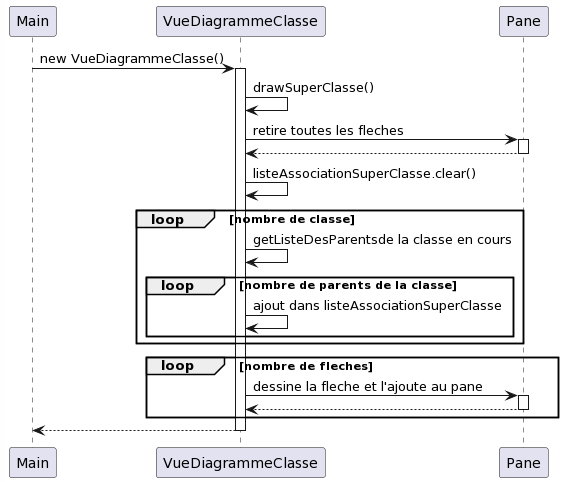 Main
VueDiagrammeClasse
Pane
new VueDiagrammeClasse()
drawSuperClasse()
retire toutes les fleches
listeAssociationSuperClasse.clear()
loop [nombre de classe]
getListeDesParentsde la classe en cours
loop [nombre de parents de la classe]
ajout dans listeAssociationSuperClasse
loop [nombre de fleches]
dessine la fleche et l'ajoute au pane
Main
VueDiagrammeClasse
Pane